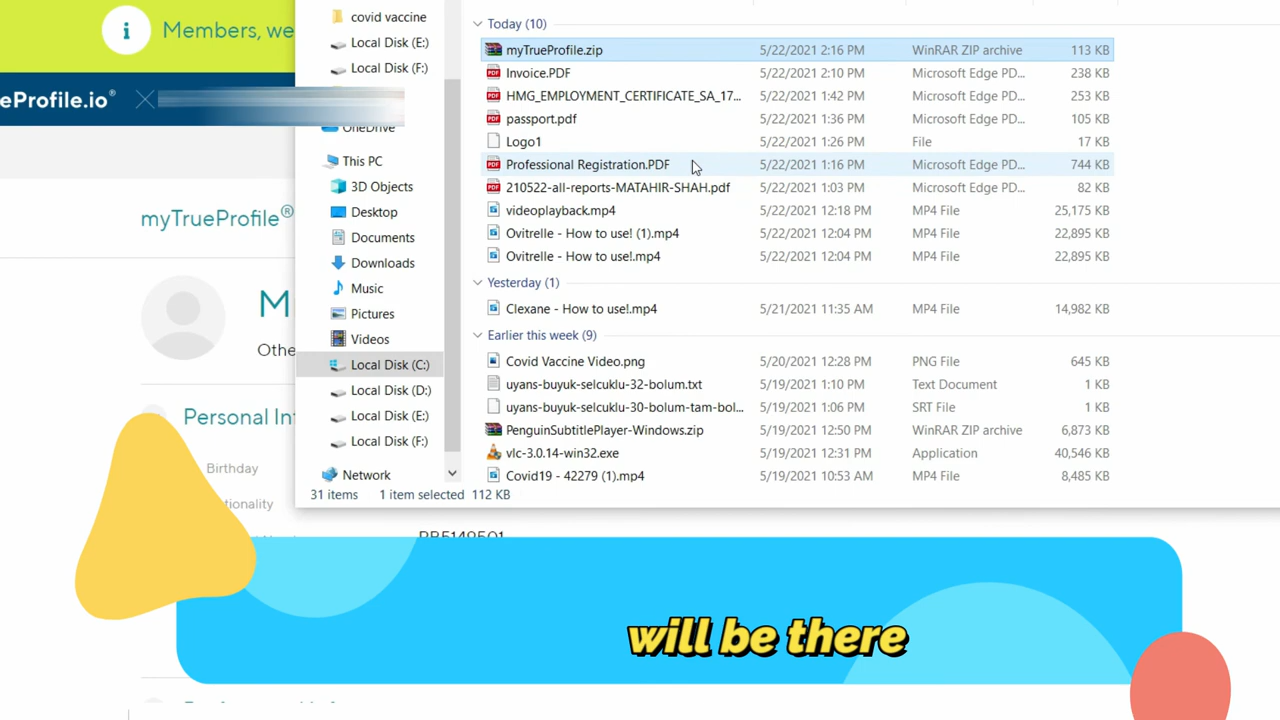 Members, we
eProfile.io®
myTrueProfile®
M
Othe
Personal Inf
Birthday
tionality
covid vaccine
Local Disk (E:)
Local Disk (F:)
OneDrive
This PC
3D Objects
Desktop
Documents
Downloads
Music
Pictures
Videos
Local Disk (C:)
Local Disk (D:)
Local Disk (E:)
Local Disk (F:)
Network
Today (10)
myTrueProfile.zip 5/22/2021 2:16 PM WinRAR ZIP archive 113 KB
Invoice.PDF 5/22/2021 2:10 PM Microsoft Edge PD... 238 KB
HMG_EMPLOYMENT_CERTIFICATE_SA_17... 5/22/2021 1:42 PM Microsoft Edge PD... 253 KB
passport.pdf 5/22/2021 1:36 PM Microsoft Edge PD... 105 KB
Logo1 5/22/2021 1:26 PM File 17 KB
Professional Registration.PDF 5/22/2021 1:16 PM Microsoft Edge PD... 744 KB
210522-all-reports-MATAHIR-SHAH.pdf 5/22/2021 1:03 PM Microsoft Edge PD... 82 KB
videoplayback.mp4 5/22/2021 12:18 PM MP4 File 25,175 KB
Ovitrelle - How to use! (1).mp4 5/22/2021 12:04 PM MP4 File 22,895 KB
Ovitrelle - How to use!.mp4 5/22/2021 12:04 PM MP4 File 22,895 KB
Yesterday (1)
Clexane - How to use!.mp4 5/21/2021 11:35 AM MP4 File 14,982 KB
Earlier this week (9)
Covid Vaccine Video.png 5/20/2021 12:28 PM PNG File 645 KB
uyans-buyuk-selcuklu-32-bolum.txt 5/19/2021 1:10 PM Text Document 1 KB
uyans-buyuk-selcuklu-30-bolum-tam-bol... 5/19/2021 1:06 PM SRT File 1 KB
PenguinSubtitlePlayer-Windows.zip 5/19/2021 12:50 PM WinRAR ZIP archive 6,873 KB
vlc-3.0.14-win32.exe 5/19/2021 12:31 PM Application 40,546 KB
Covid19 - 42279 (1).mp4 5/19/2021 10:53 AM MP4 File 8,485 KB
31 items 1 item selected 112 KB
will be there